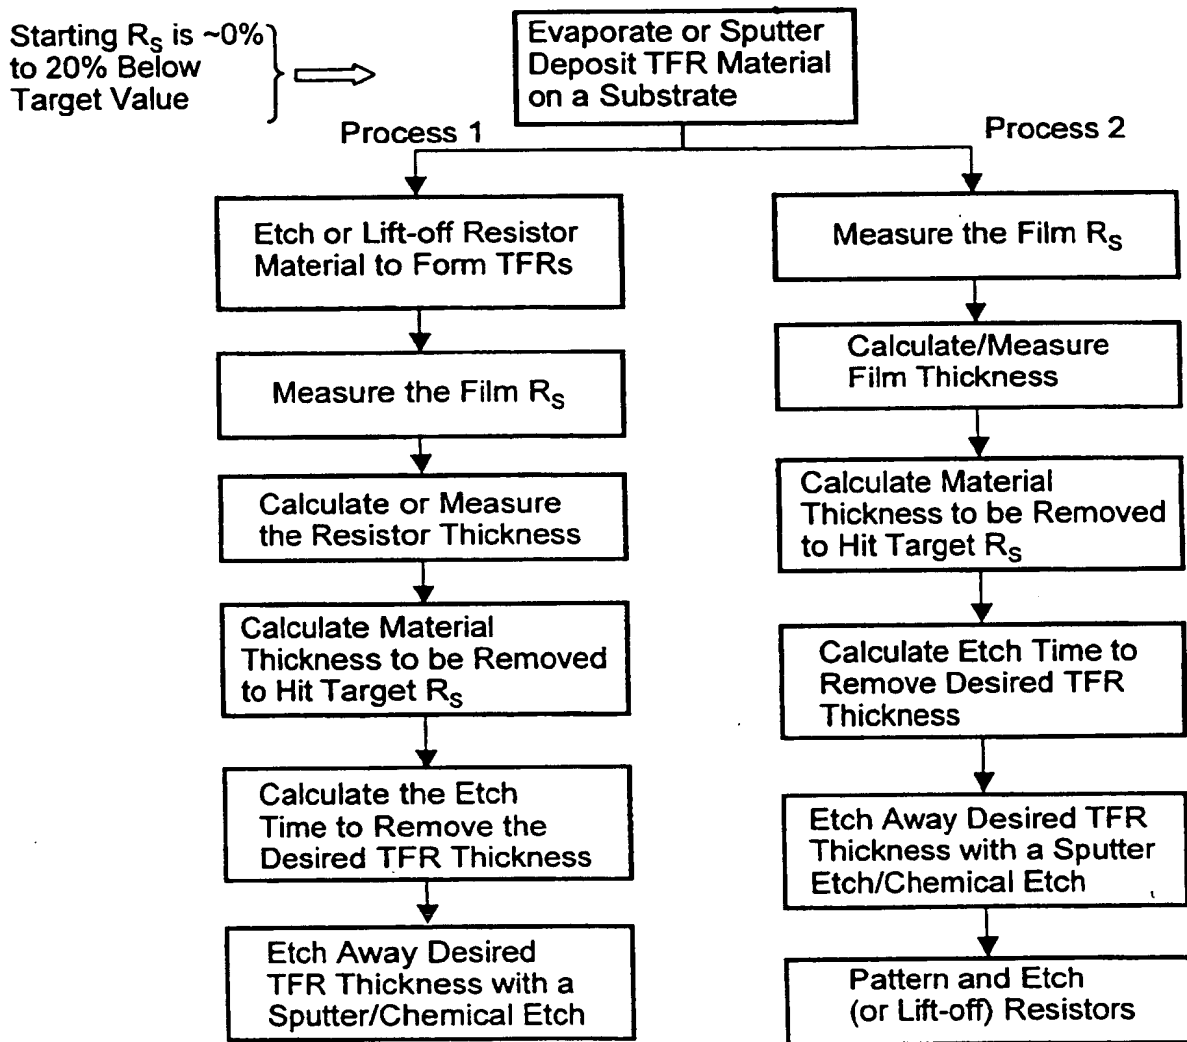 Starting RS is ~0%
to 20% Below
Target Value
Evaporate or Sputter
Deposit TFR Material
on a Substrate
Process 1
Process 2
Etch or Lift-off Resistor
Material to Form TFRs
Measure the Film RS
Calculate or Measure
the Resistor Thickness
Calculate Material
Thickness to be Removed
to Hit Target RS
Calculate the Etch
Time to Remove the
Desired TFR Thickness
Etch Away Desired
TFR Thickness with a
Sputter/Chemical Etch
Measure the Film RS
Calculate/Measure
Film Thickness
Calculate Material
Thickness to be Removed
to Hit Target RS
Calculate Etch Time to
Remove Desired TFR
Thickness
Etch Away Desired TFR
Thickness with a Sputter
Etch/Chemical Etch
Pattern and Etch
(or Lift-off) Resistors